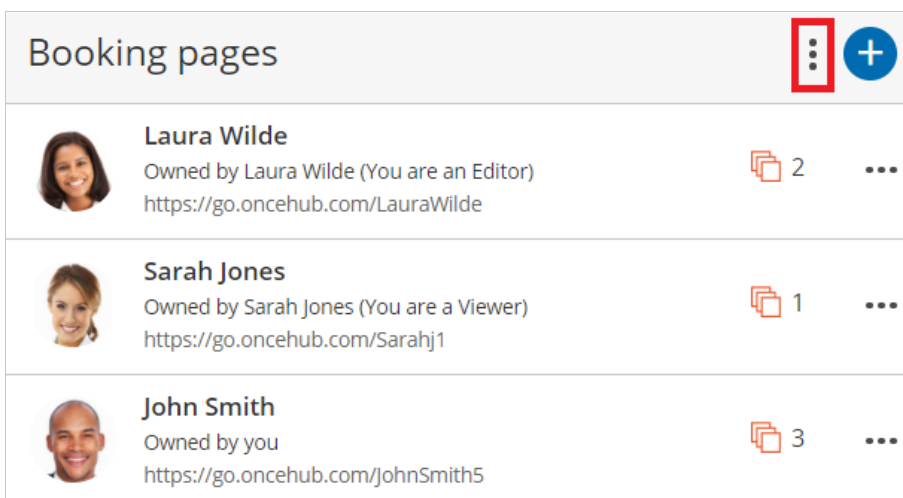 Booking pages
Laura Wilde
Owned by Laura Wilde (You are an Editor)
2
https://go.oncehub.com/LauraWilde
Sarah Jones
Owned by Sarah Jones (You are a Viewer)
1
https://go.oncehub.com/Sarahj1
John Smith
Owned by you
3
https://go.oncehub.com/JohnSmith5